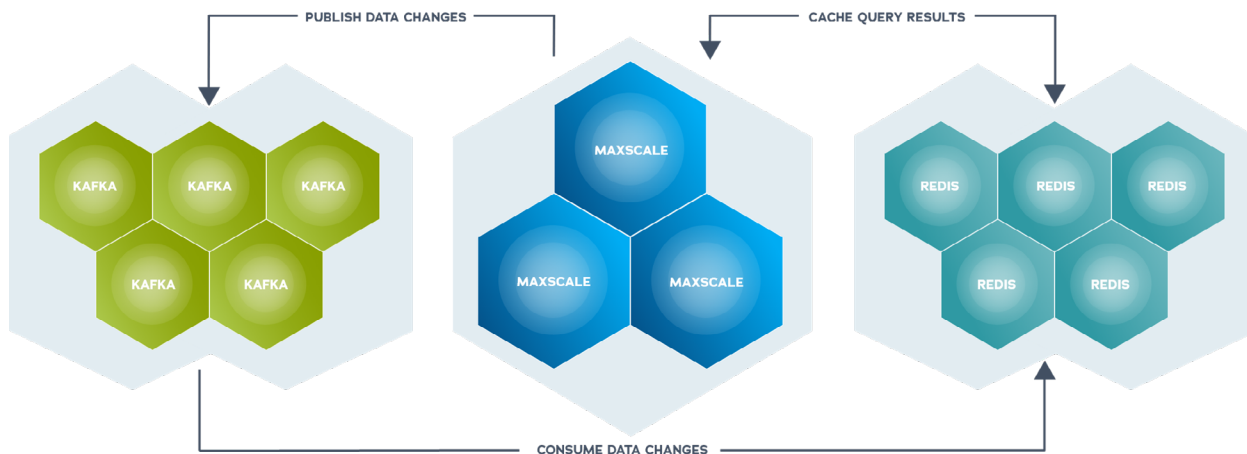 PUBLISH DATA CHANGES
CACHE QUERY RESULTS
KAFKA
KAFKA
KAFKA
KAFKA
KAFKA
MAXSCALE
MAXSCALE
MAXSCALE
REDIS
REDIS
REDIS
REDIS
REDIS
CONSUME DATA CHANGES